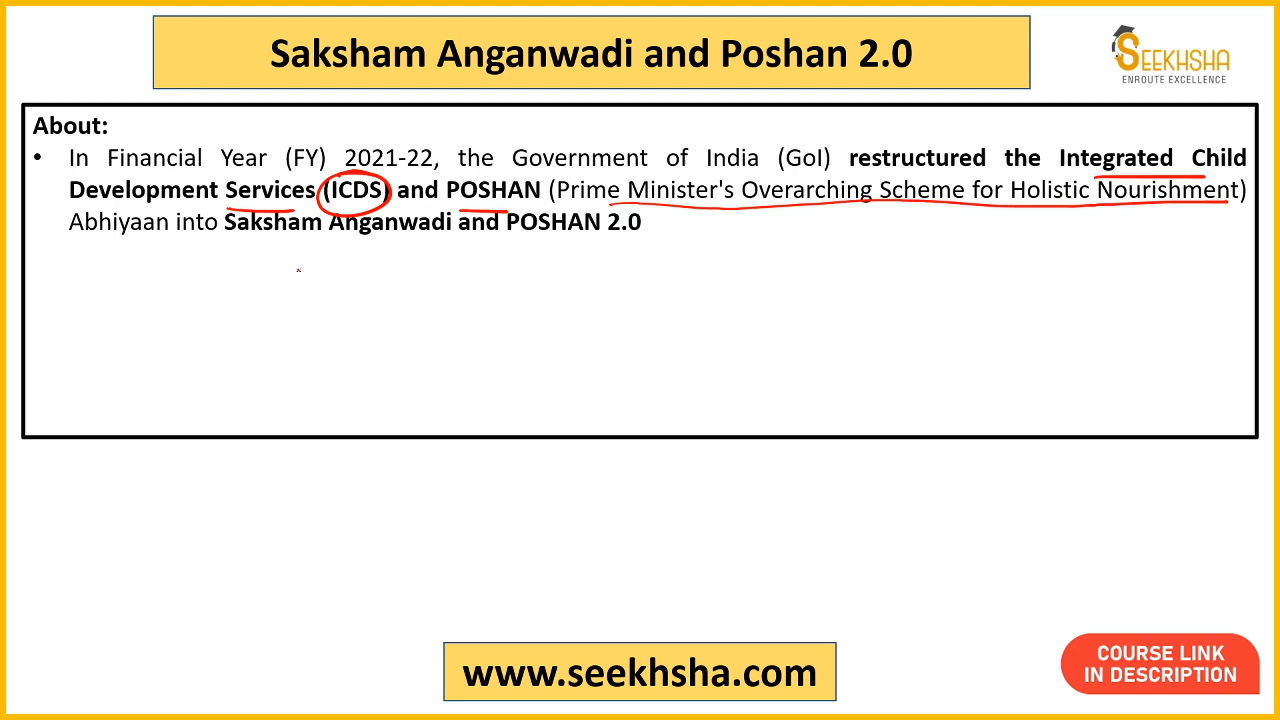 Saksham Anganwadi and Poshan 2.0
SEEKHSHA
ENROUTE EXCELLENCE
About:
• In Financial Year (FY) 2021-22, the Government of India (GoI) restructured the Integrated Child
Development Services (ICDS) and POSHAN (Prime Minister's Overarching Scheme for Holistic Nourishment)
Abhiyaan into Saksham Anganwadi and POSHAN 2.0
www.seekhsha.com
COURSE LINK
IN DESCRIPTION